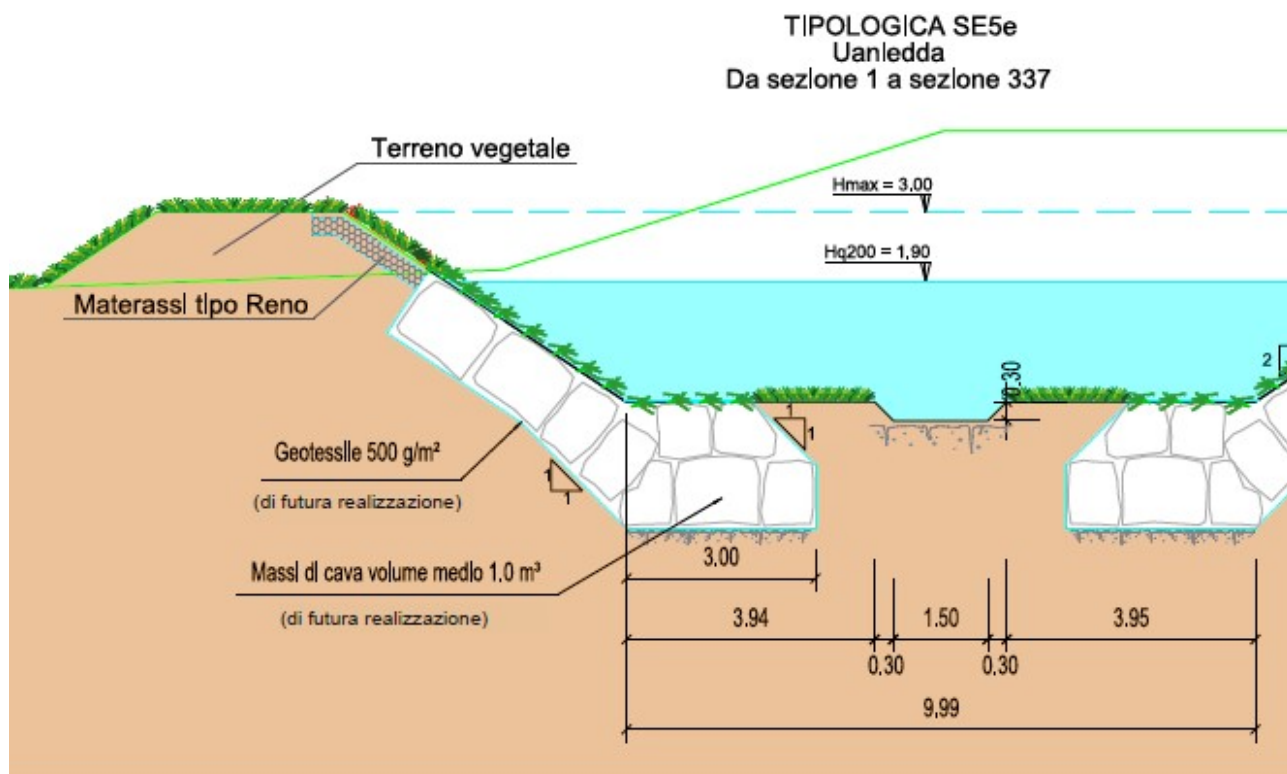 TIPOLOGICA SE5e
Uanledda
Da sezione 1 a sezione 337
Terreno vegetale
Hmax = 3,00
Hq200 = 1,90
Materassi tipo Reno
0,30
2
1
1
Geotessile 500 g/m²
(di futura realizzazione)
1
1
Massi di cava volume medio 1,0 m³
(di futura realizzazione)
3,00
3,94
1,50
3,95
0,30
0,30
9,99